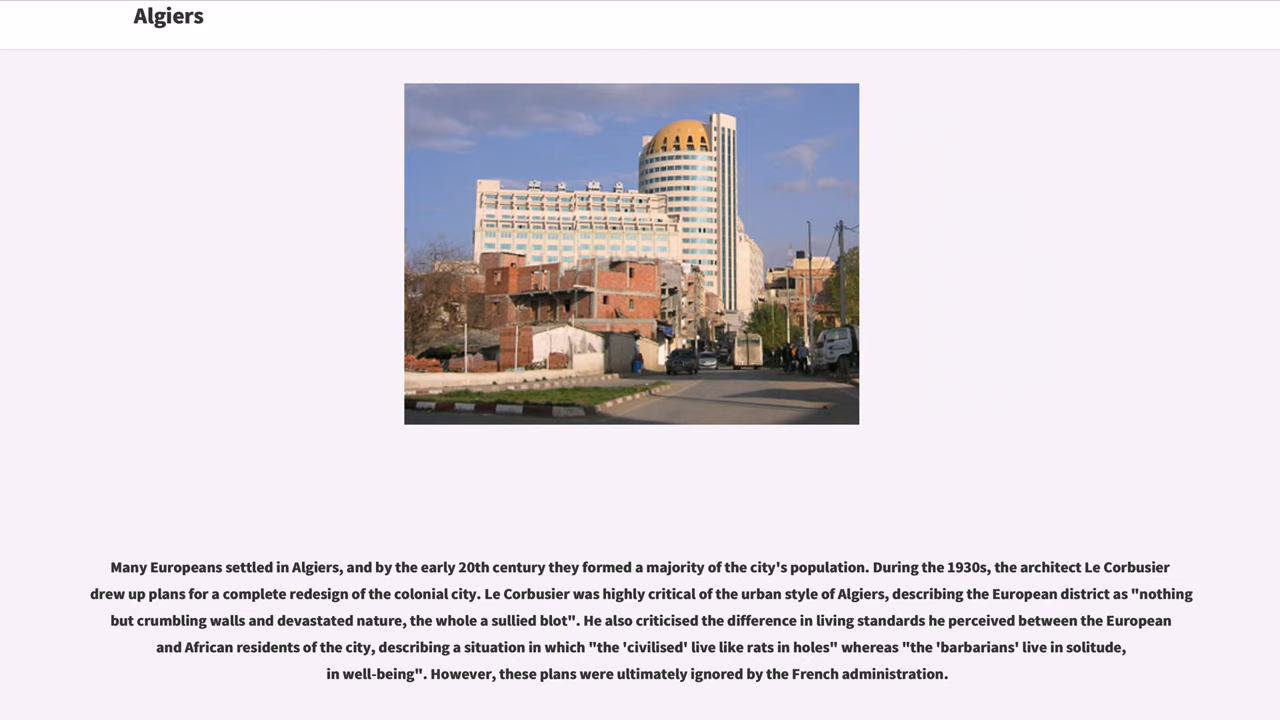 Algiers
Many Europeans settled in Algiers, and by the early 20th century they formed a majority of the city's population. During the 1930s, the architect Le Corbusier
drew up plans for a complete redesign of the colonial city. Le Corbusier was highly critical of the urban style of Algiers, describing the European district as "nothing
but crumbling walls and devastated nature, the whole a sullied blot". He also criticised the difference in living standards he perceived between the European
and African residents of the city, describing a situation in which "the 'civilised' live like rats in holes" whereas "the 'barbarians' live in solitude,
in well-being". However, these plans were ultimately ignored by the French administration.